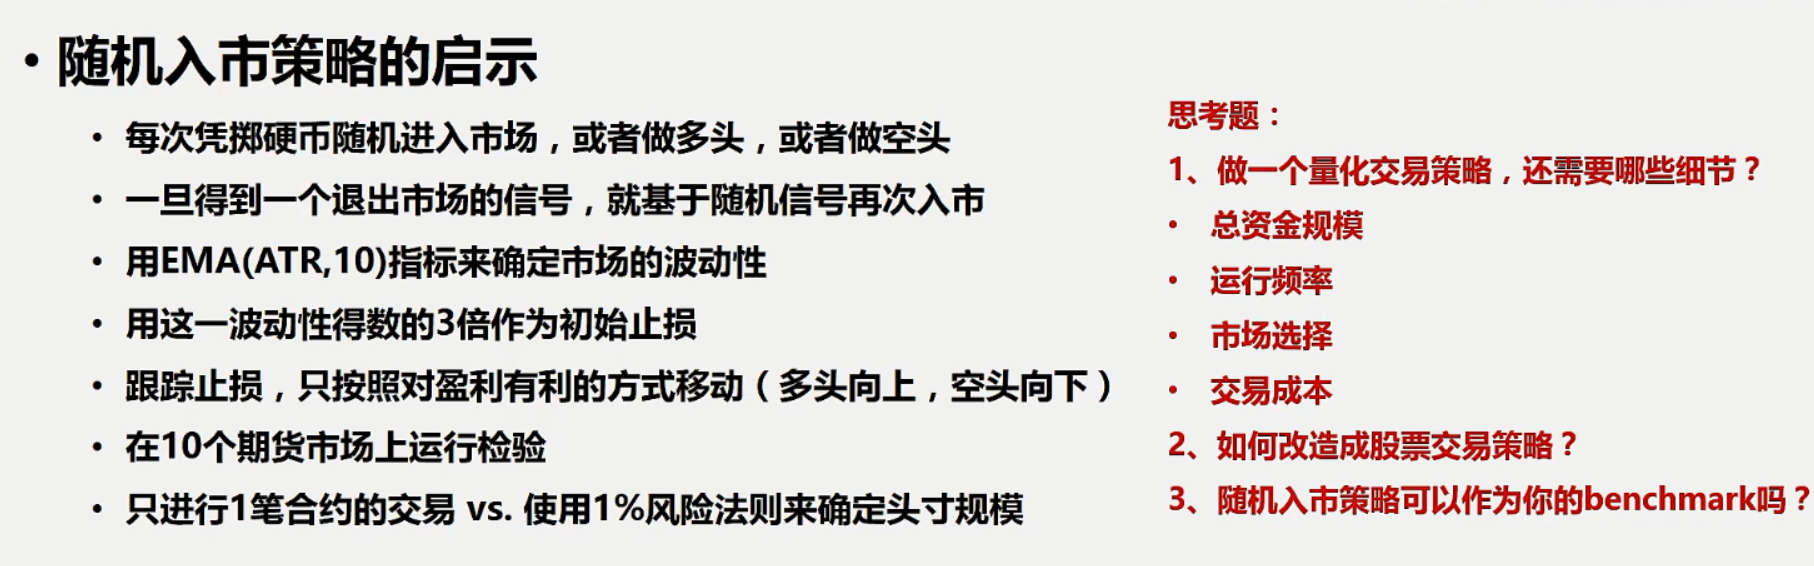 • 随机入市策略的启示
• 每次凭掷硬币随机进入市场，或者做多头，或者做空头
• 一旦得到一个退出市场的信号，就基于随机信号再次入市
• 用EMA(ATR,10)指标来确定市场的波动性
• 用这一波动性得数的3倍作为初始止损
• 跟踪止损，只按照对盈利有利的方式移动（多头向上，空头向下）
• 在10个期货市场上运行检验
• 只进行1笔合约的交易 vs. 使用1%风险法则来确定头寸规模
思考题：
1、做一个量化交易策略，还需要哪些细节？
• 总资金规模
• 运行频率
• 市场选择
• 交易成本
2、如何改造成股票交易策略？
3、随机入市策略可以作为你的benchmark吗？